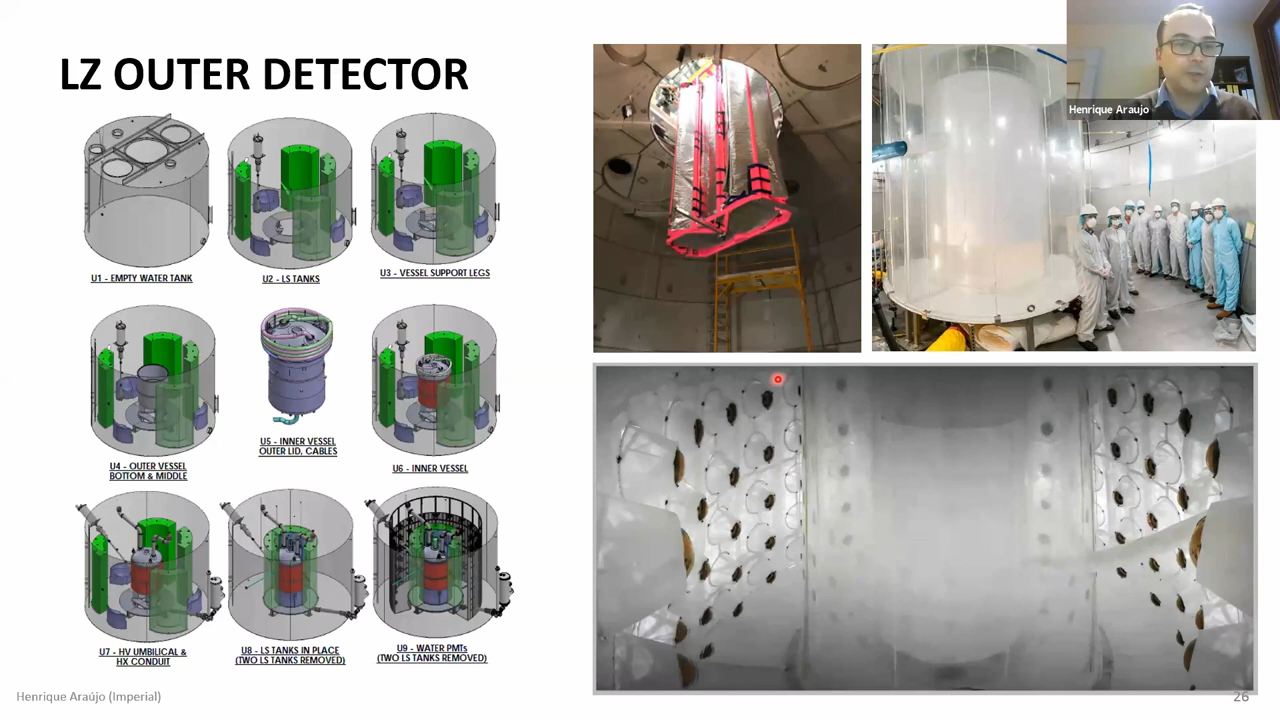 LZ OUTER DETECTOR
Henrique Araujo
U1 - EMPTY WATER TANK
U2 - LS TANKS
U3 - VESSEL SUPPORT LEGS
U4 - OUTER VESSEL
BOTTOM & MIDDLE
U5 - INNER VESSEL
OUTER LID, CABLES
U6 - INNER VESSEL
U7 - HV UMBILICAL &
HX CONDUIT
U8 - LS TANKS IN PLACE
(TWO LS TANKS REMOVED)
U9 - WATER PMTs
(TWO LS TANKS REMOVED)
Henrique Araújo (Imperial)
26